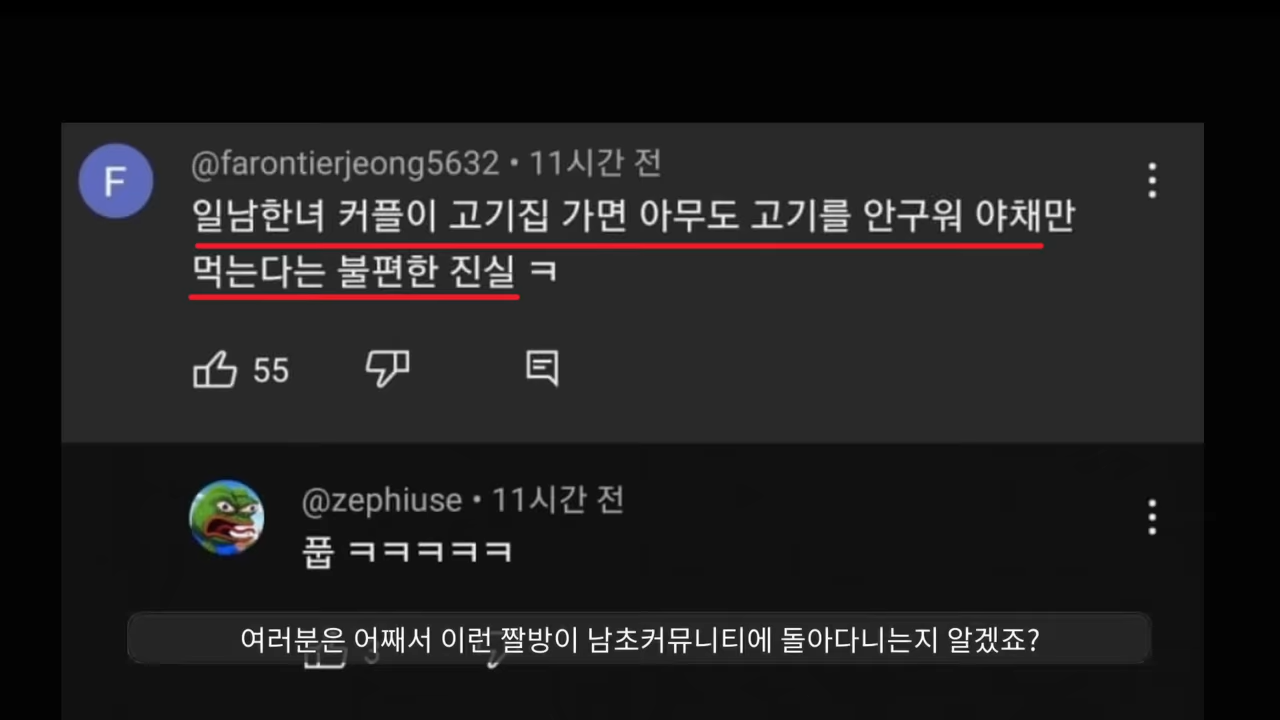 F
@farontierjeong5632 • 11시간 전
일남한녀 커플이 고기집 가면 아무도 고기를 안구워 야채만
먹는다는 불편한 진실 ㅋ
55
@zephiuse • 11시간 전
풉 ㅋㅋㅋㅋㅋ
여러분은 어째서 이런 짤방이 남초커뮤니티에 돌아다니는지 알겠죠?